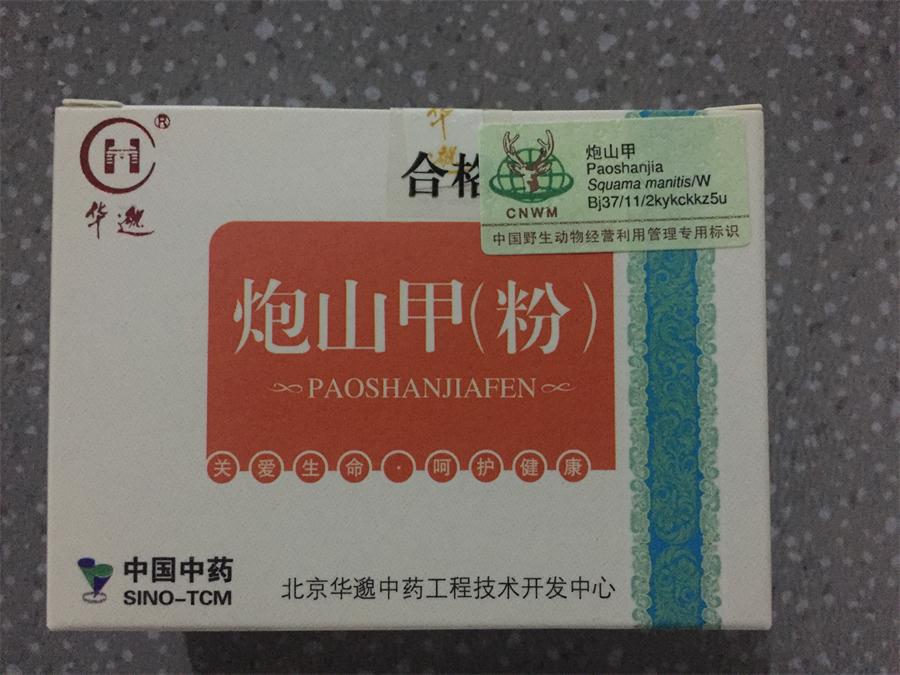 华邈
华邈
合格
炮山甲
Paoshanjia
Squama manitis/W
Bj37/11/2kykckkz5u
CNWM
中国野生动物经营利用管理专用标识
炮山甲(粉)
PAOSHANJIAFEN
关爱生命·呵护健康
中国中药
SINO-TCM
北京华邈中药工程技术开发中心